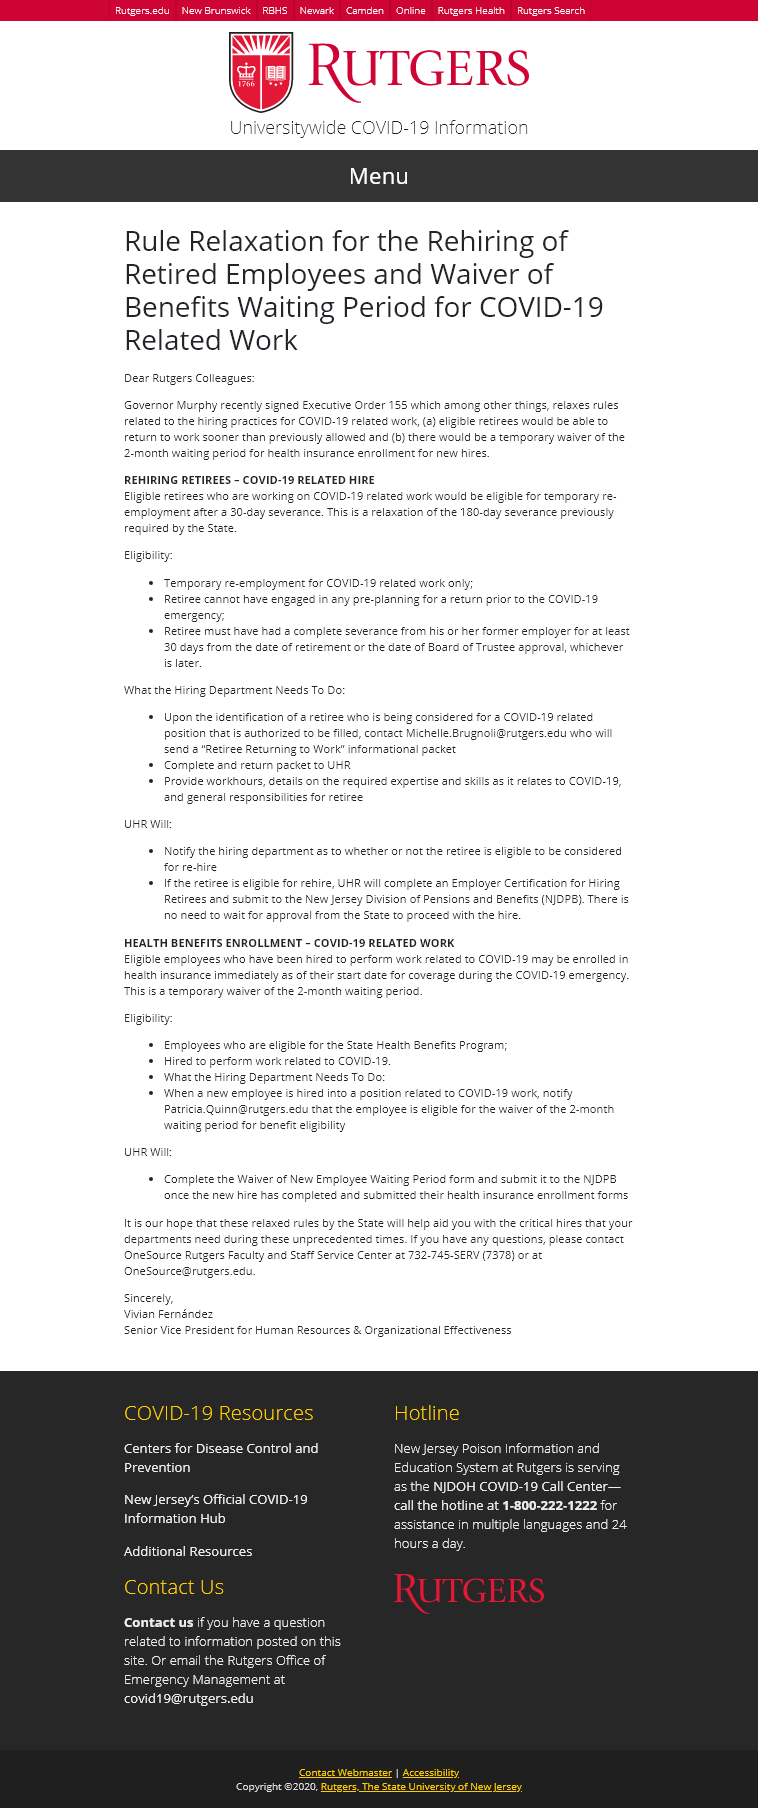 Rutgers.edu New Brunswick RBHS Newark Camden Online Rutgers Health Rutgers Search
1766
RUTGERS
Universitywide COVID-19 Information
Menu
Rule Relaxation for the Rehiring of
Retired Employees and Waiver of
Benefits Waiting Period for COVID-19
Related Work
Dear Rutgers Colleagues:
Governor Murphy recently signed Executive Order 155 which among other things, relaxes rules
related to the hiring practices for COVID-19 related work, (a) eligible retirees would be able to
return to work sooner than previously allowed and (b) there would be a temporary waiver of the
2-month waiting period for health insurance enrollment for new hires.
REHIRING RETIREES – COVID-19 RELATED HIRE
Eligible retirees who are working on COVID-19 related work would be eligible for temporary re-
employment after a 30-day severance. This is a relaxation of the 180-day severance previously
required by the State.
Eligibility:
• Temporary re-employment for COVID-19 related work only;
• Retiree cannot have engaged in any pre-planning for a return prior to the COVID-19
emergency;
• Retiree must have had a complete severance from his or her former employer for at least
30 days from the date of retirement or the date of Board of Trustee approval, whichever
is later.
What the Hiring Department Needs To Do:
• Upon the identification of a retiree who is being considered for a COVID-19 related
position that is authorized to be filled, contact Michelle.Brugnoli@rutgers.edu who will
send a “Retiree Returning to Work” informational packet
• Complete and return packet to UHR
• Provide workhours, details on the required expertise and skills as it relates to COVID-19,
and general responsibilities for retiree
UHR Will:
• Notify the hiring department as to whether or not the retiree is eligible to be considered
for re-hire
• If the retiree is eligible for rehire, UHR will complete an Employer Certification for Hiring
Retirees and submit to the New Jersey Division of Pensions and Benefits (NJDPB). There is
no need to wait for approval from the State to proceed with the hire.
HEALTH BENEFITS ENROLLMENT – COVID-19 RELATED WORK
Eligible employees who have been hired to perform work related to COVID-19 may be enrolled in
health insurance immediately as of their start date for coverage during the COVID-19 emergency.
This is a temporary waiver of the 2-month waiting period.
Eligibility:
• Employees who are eligible for the State Health Benefits Program;
• Hired to perform work related to COVID-19.
• What the Hiring Department Needs To Do:
• When a new employee is hired into a position related to COVID-19 work, notify
Patricia.Quinn@rutgers.edu that the employee is eligible for the waiver of the 2-month
waiting period for benefit eligibility
UHR Will:
• Complete the Waiver of New Employee Waiting Period form and submit it to the NJDPB
once the new hire has completed and submitted their health insurance enrollment forms
It is our hope that these relaxed rules by the State will help aid you with the critical hires that your
departments need during these unprecedented times. If you have any questions, please contact
OneSource Rutgers Faculty and Staff Service Center at 732-745-SERV (7378) or at
OneSource@rutgers.edu.
Sincerely,
Vivian Fernández
Senior Vice President for Human Resources & Organizational Effectiveness
COVID-19 Resources
Centers for Disease Control and
Prevention
New Jersey’s Official COVID-19
Information Hub
Additional Resources
Contact Us
Contact us if you have a question
related to information posted on this
site. Or email the Rutgers Office of
Emergency Management at
covid19@rutgers.edu
Hotline
New Jersey Poison Information and
Education System at Rutgers is serving
as the NJDOH COVID-19 Call Center—
call the hotline at 1-800-222-1222 for
assistance in multiple languages and 24
hours a day.
RUTGERS
Contact Webmaster | Accessibility
Copyright ©2020, Rutgers, The State University of New Jersey